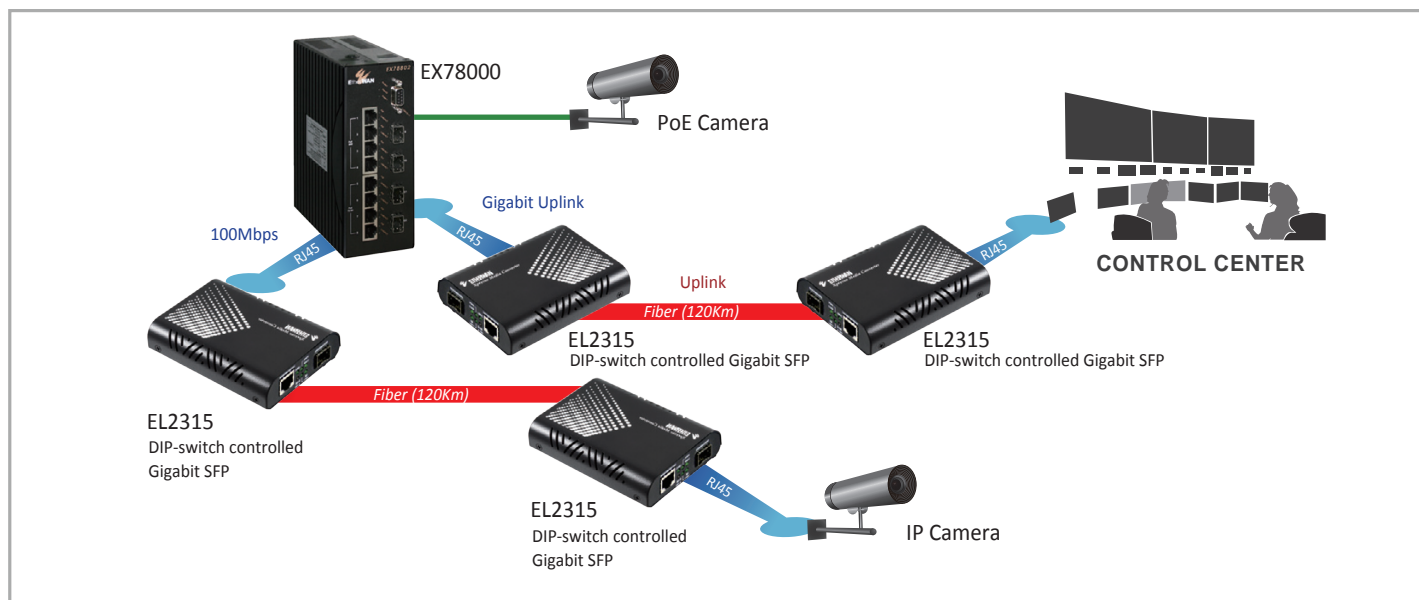 EX78000
PoE Camera
Gigabit Uplink
100Mbps
RJ45
RJ45
RJ45
CONTROL CENTER
Uplink
Fiber (120Km)
EL2315
DIP-switch controlled Gigabit SFP
EL2315
DIP-switch controlled Gigabit SFP
Fiber (120Km)
EL2315
DIP-switch controlled
Gigabit SFP
RJ45
EL2315
DIP-switch controlled
Gigabit SFP
IP Camera